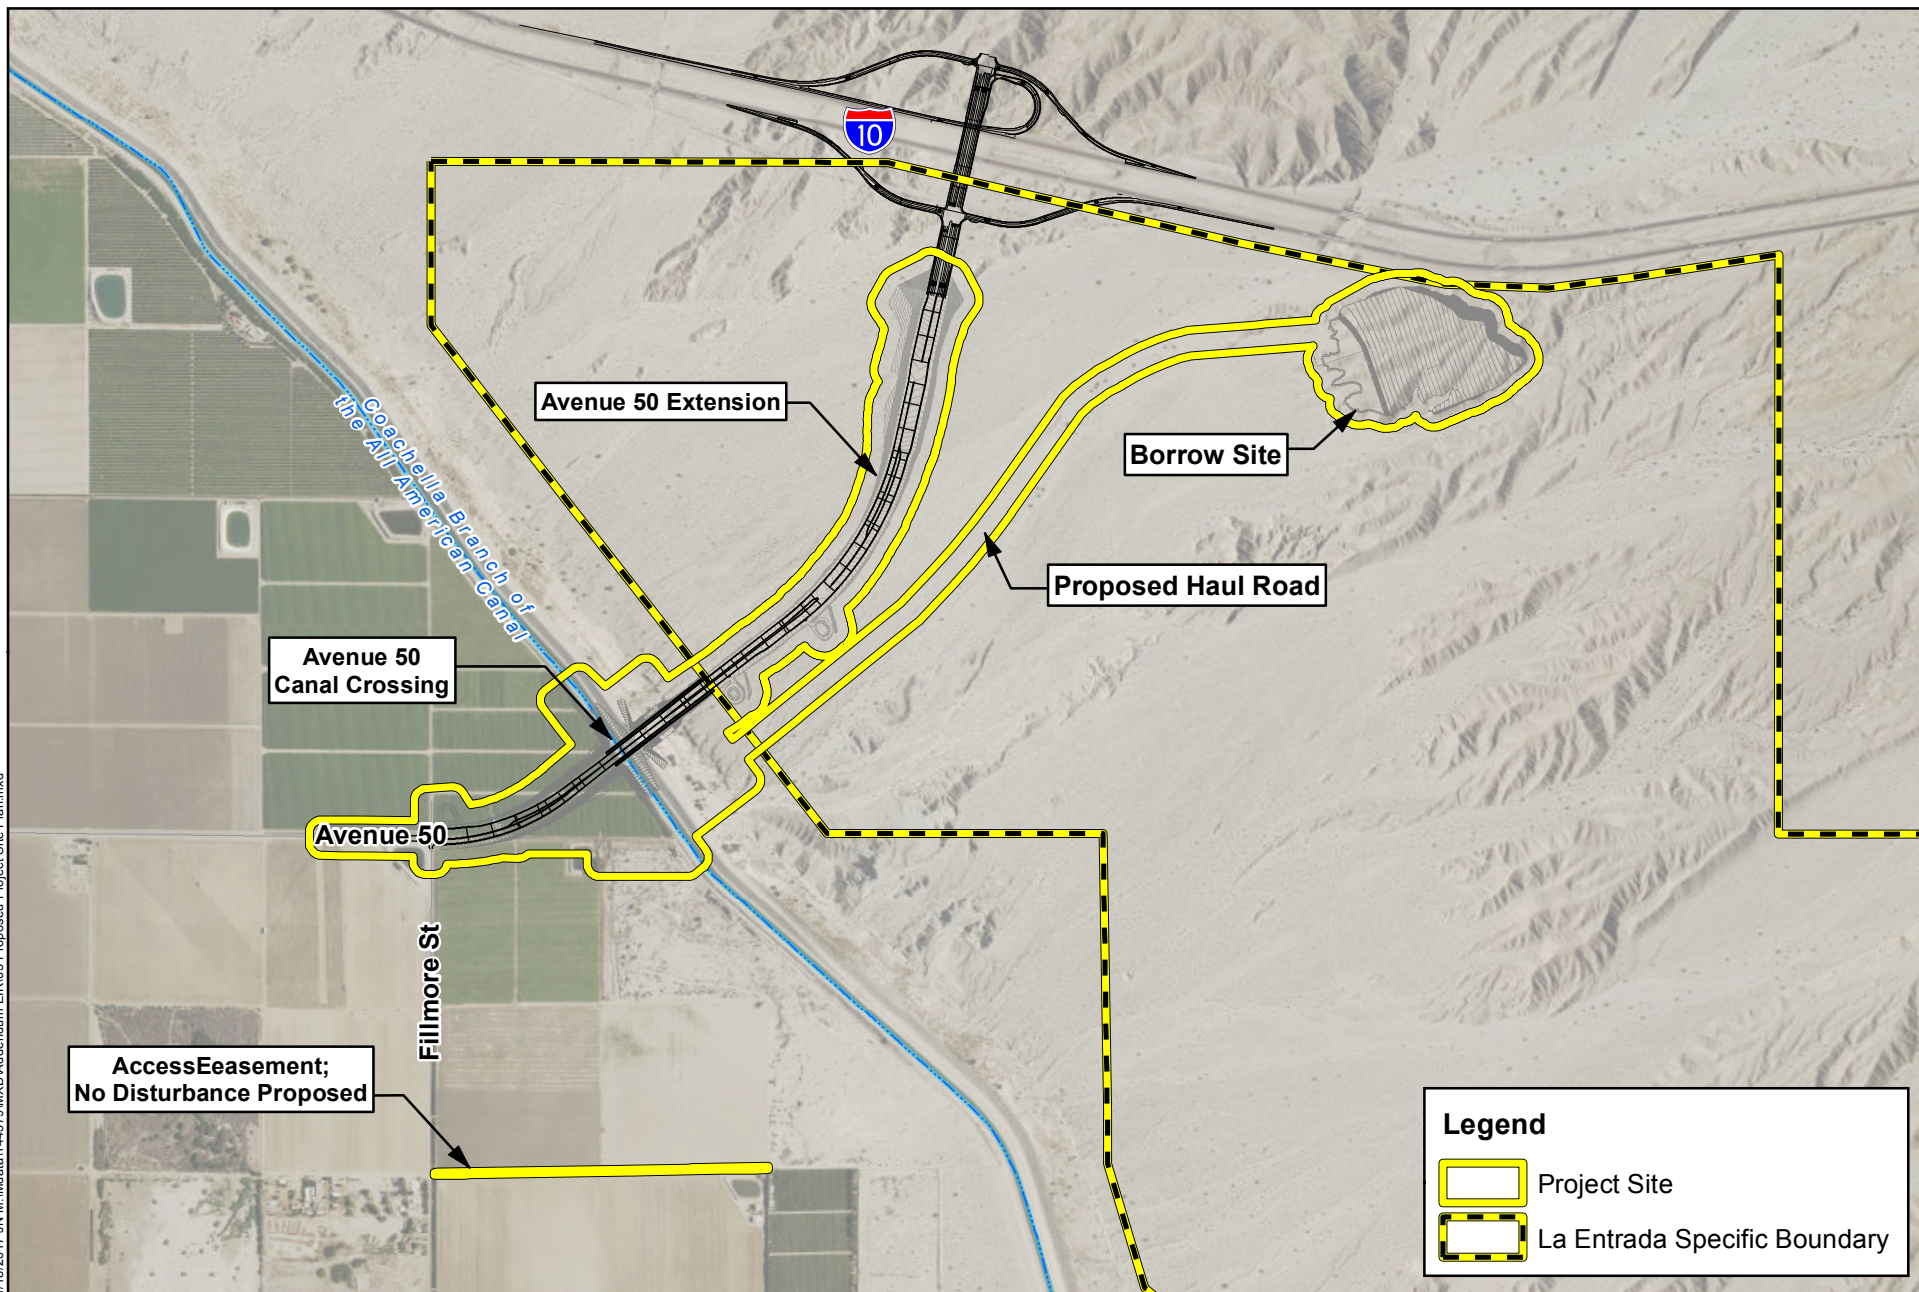 10
Avenue 50 Extension
Borrow Site
Coachella Branch of
the All American Canal
Proposed Haul Road
Avenue 50
Canal Crossing
Avenue 50
Fillmore St
AccessEeasement;
No Disturbance Proposed
Legend
Project Site
La Entrada Specific Boundary